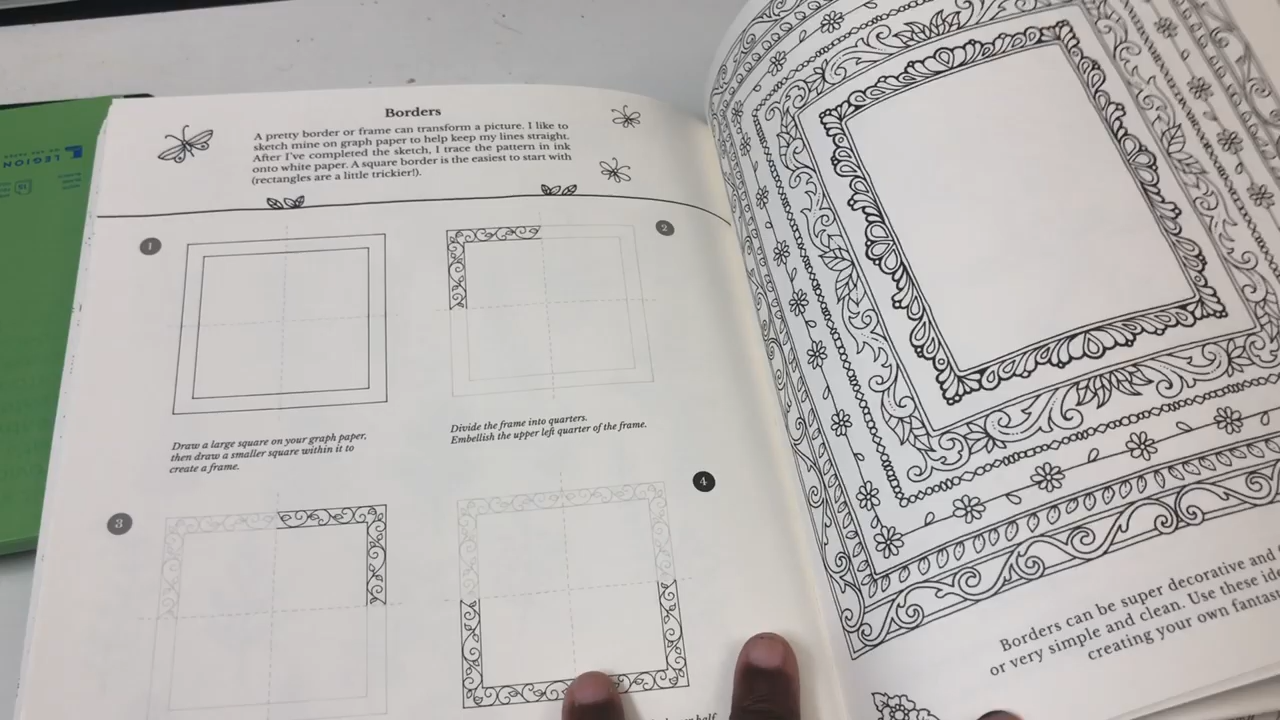 LEGION
Borders
A pretty border or frame can transform a picture. I like to
sketch mine on graph paper to help keep my lines straight.
After I've completed the sketch, I trace the pattern in ink
onto white paper. A square border is the easiest to start with
(rectangles are a little trickier!).
1
2
Draw a large square on your graph paper,
then draw a smaller square within it to
create a frame.
Divide the frame into quarters.
Embellish the upper left quarter of the frame.
3
4
half
Borders can be super decorative and
or very simple and clean. Use these
creating your own